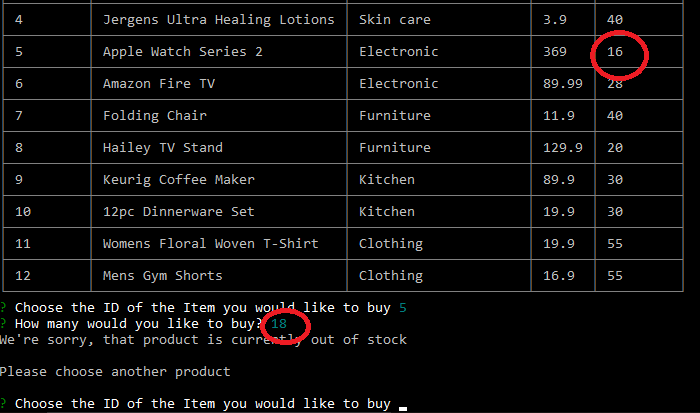 4 Jergens Ultra Healing Lotions Skin care 3.9 40
5 Apple Watch Series 2 Electronic 369 16
6 Amazon Fire TV Electronic 89.99 28
7 Folding Chair Furniture 11.9 40
8 Hailey TV Stand Furniture 129.9 20
9 Keurig Coffee Maker Kitchen 89.9 30
10 12pc Dinnerware Set Kitchen 19.9 30
11 Womens Floral Woven T-Shirt Clothing 19.9 55
12 Mens Gym Shorts Clothing 16.9 55
? Choose the ID of the Item you would like to buy 5
? How many would you like to buy? 18
We're sorry, that product is currently out of stock
Please choose another product
? Choose the ID of the Item you would like to buy